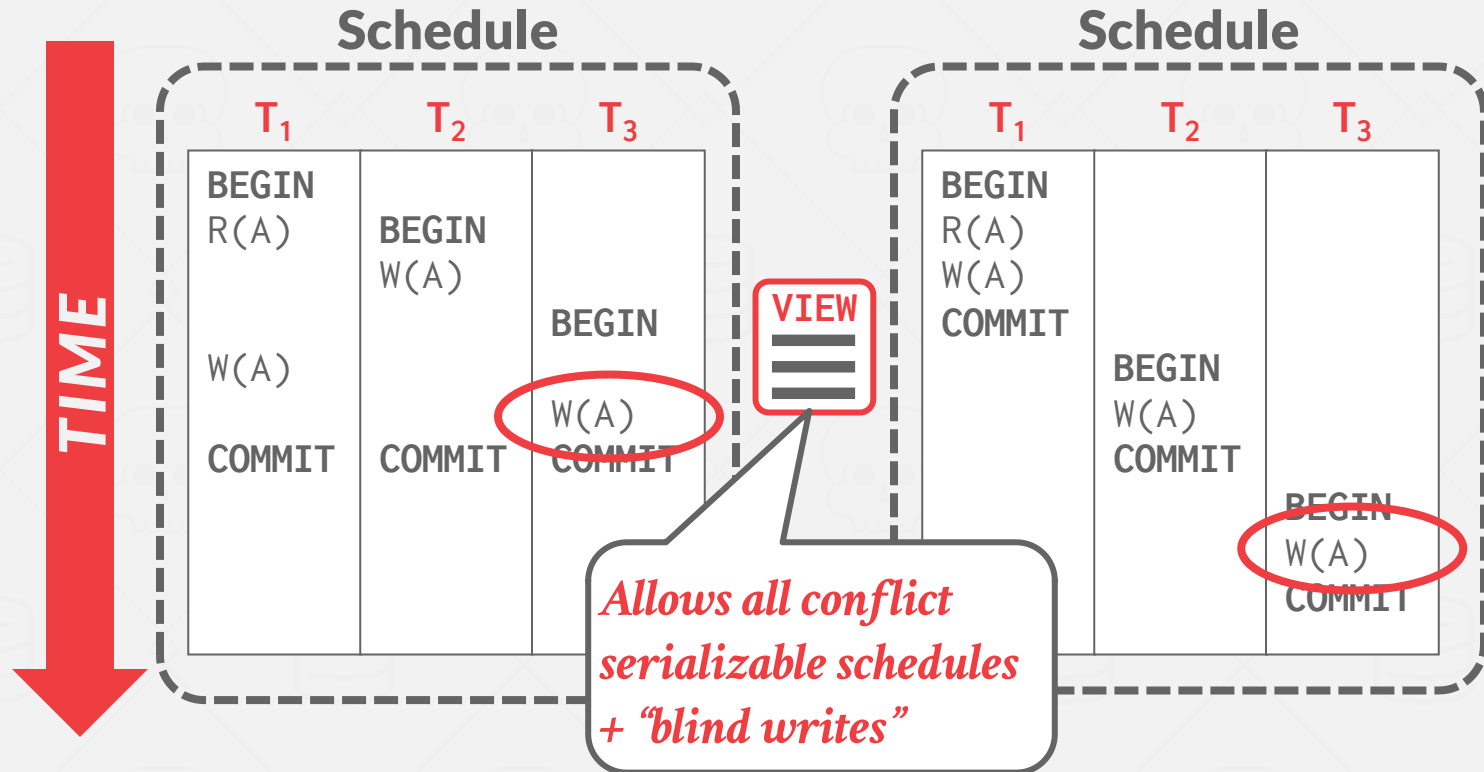 Schedule
T₁ T₂ T₃
BEGIN
R(A) BEGIN
W(A)
BEGIN
W(A)
W(A)
COMMIT COMMIT COMMIT
TIME
VIEW
Allows all conflict
serializable schedules
+ “blind writes”
Schedule
T₁ T₂ T₃
BEGIN
R(A)
W(A)
COMMIT
BEGIN
W(A)
COMMIT
BEGIN
W(A)
COMMIT